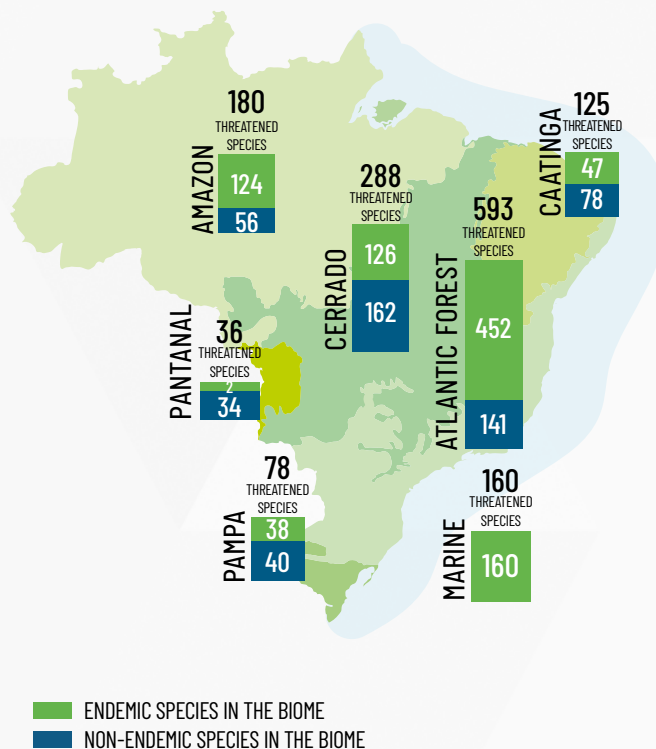 180
THREATENED
SPECIES
AMAZON
124
56
125
THREATENED
SPECIES
CAATINGA
47
78
288
THREATENED
SPECIES
CERRADO
126
162
593
THREATENED
SPECIES
ATLANTIC FOREST
452
141
36
THREATENED
SPECIES
PANTANAL
2
34
78
THREATENED
SPECIES
PAMPA
38
40
160
THREATENED
SPECIES
MARINE
160
ENDEMIC SPECIES IN THE BIOME
NON-ENDEMIC SPECIES IN THE BIOME